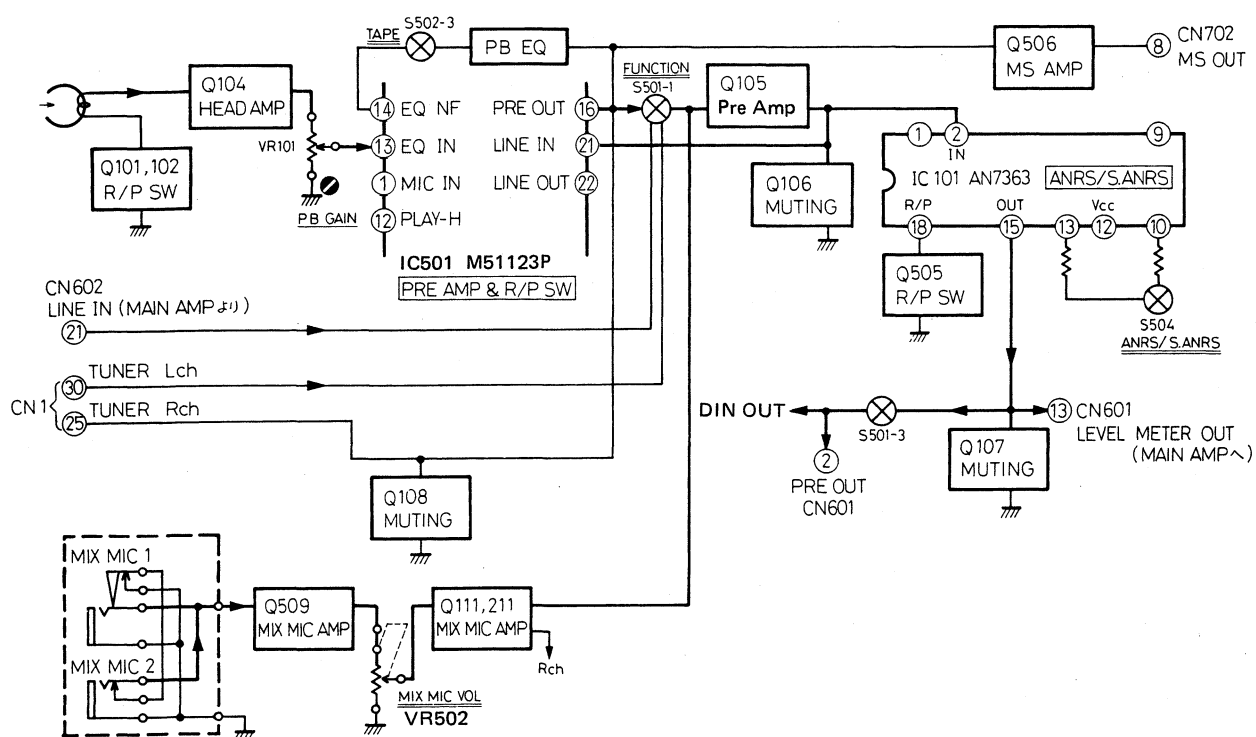 S502-3
TAPE
PB EQ
Q506
MS AMP
8
CN702
MS OUT
Q104
HEAD AMP
FUNCTION
S501-1
Q105
Pre Amp
14 EQ NF
PRE OUT 16
VR101
13 EQ IN
LINE IN 21
1 MIC IN
LINE OUT 22
12 PLAY-H
PB GAIN
Q101,102
R/P SW
IC501 M51123P
PRE AMP & R/P SW
Q106
MUTING
1
2
9
IN
IC 101 AN7363
ANRS/S.ANRS
R/P
OUT
Vcc
18
15
13
12
10
Q505
R/P SW
S504
ANRS/S.ANRS
CN602
LINE IN (MAIN AMPより)
21
CN1
30
TUNER Lch
25
TUNER Rch
DIN OUT
S501-3
13
CN601
LEVEL METER OUT
(MAIN AMPへ)
2
PRE OUT
CN601
Q107
MUTING
Q108
MUTING
MIX MIC 1
MIX MIC 2
Q509
MIX MIC AMP
Q111,211
MIX MIC AMP
Rch
MIX MIC VOL
VR502